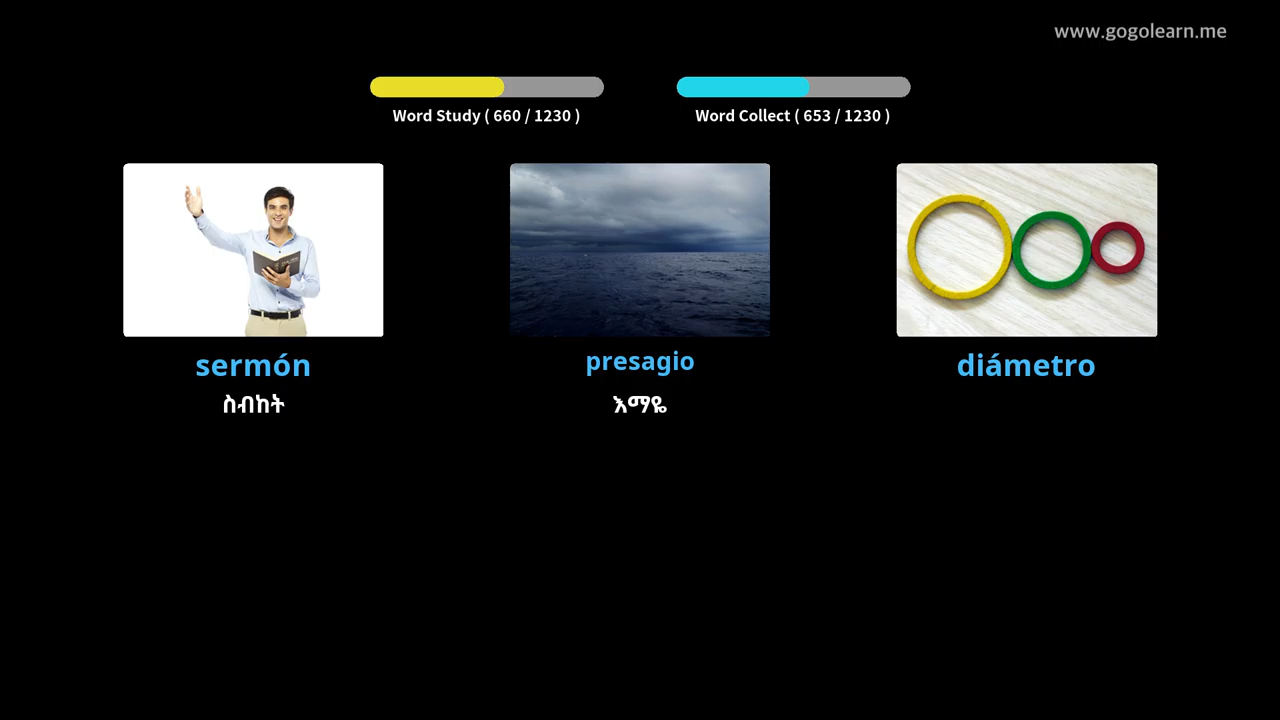 www.gogolearn.me
Word Study ( 660 / 1230 )
Word Collect ( 653 / 1230 )
sermón
ስብከት
presagio
እማዬ
diámetro